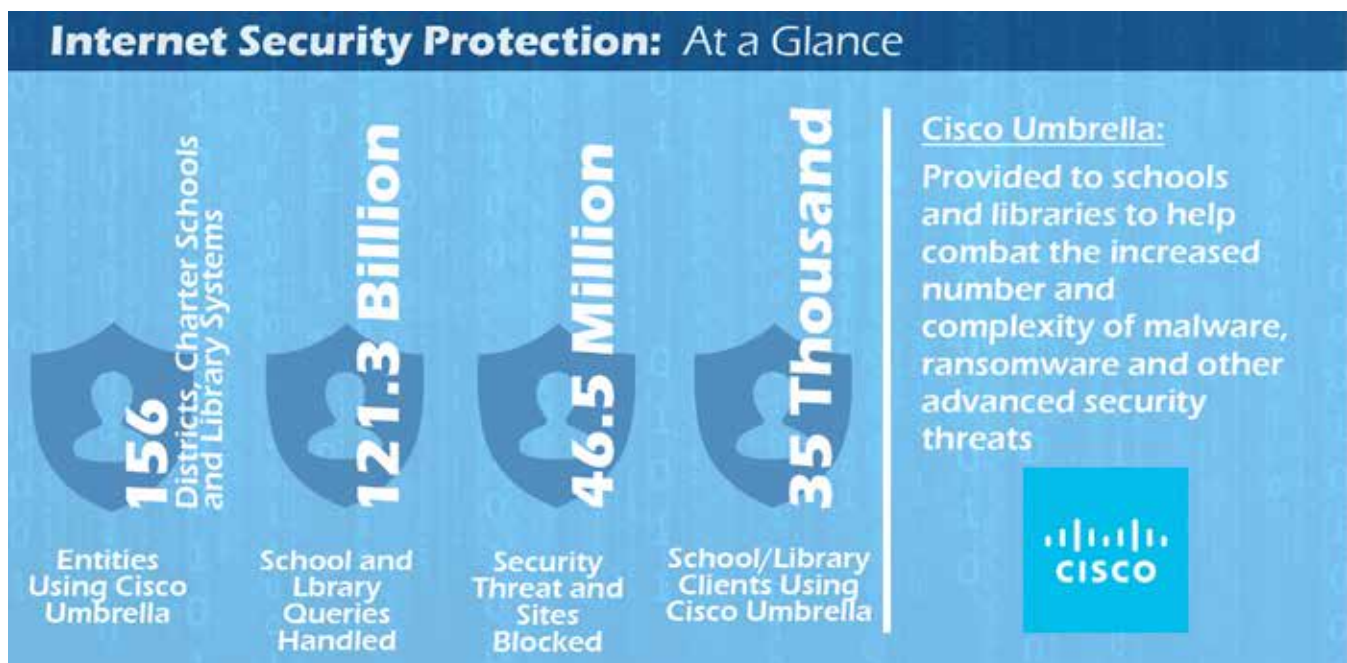 Internet Security Protection: At a Glance
156
Districts, Charter Schools
and Library Systems
Entities
Using Cisco
Umbrella
121.3 Billion
School and
Lbrary
Queries
Handled
46.5 Million
Security
Threat and
Sites
Blocked
35 Thousand
School/Library
Clients Using
Cisco Umbrella
Cisco Umbrella:
Provided to schools
and libraries to help
combat the increased
number and
complexity of malware,
ransomware and other
advanced security
threats
CISCO